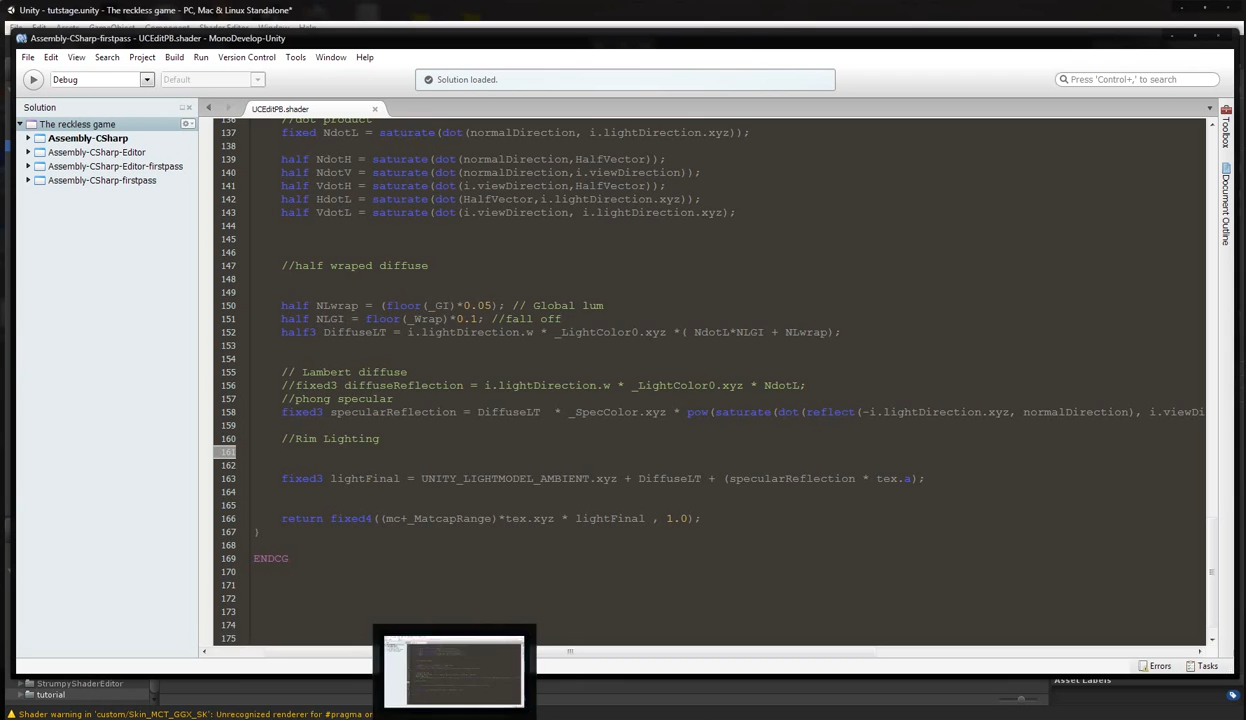 Unity - tutstage.unity - The reckless game - PC, Mac & Linux Standalone*
Assembly-CSharp-firstpass - UCEditPB.shader - MonoDevelop-Unity
File Edit View Search Project Build Run Version Control Tools Window Help
Debug Default Solution loaded. Press 'Control+,' to search
Solution
The reckless game
Assembly-CSharp
Assembly-CSharp-Editor
Assembly-CSharp-Editor-firstpass
Assembly-CSharp-firstpass
UCEditPB.shader
136 //dot product
137 fixed NdotL = saturate(dot(normalDirection, i.lightDirection.xyz));
138
139 half NdotH = saturate(dot(normalDirection,HalfVector));
140 half NdotV = saturate(dot(normalDirection,i.viewDirection));
141 half VdotH = saturate(dot(i.viewDirection,HalfVector));
142 half HdotL = saturate(dot(HalfVector,i.lightDirection.xyz));
143 half VdotL = saturate(dot(i.viewDirection, i.lightDirection.xyz);
144
145
146
147 //half wraped diffuse
148
149
150 half NLwrap = (floor(_GI)*0.05); // Global lum
151 half NLGI = floor(_Wrap)*0.1; //fall off
152 half3 DiffuseLT = i.lightDirection.w * _LightColor0.xyz *( NdotL*NLGI + NLwrap);
153
154
155 // Lambert diffuse
156 //fixed3 diffuseReflection = i.lightDirection.w * _LightColor0.xyz * NdotL;
157 //phong specular
158 fixed3 specularReflection = DiffuseLT * _SpecColor.xyz * pow(saturate(dot(reflect(-i.lightDirection.xyz, normalDirection), i.viewDi
159
160 //Rim Lighting
161
162
163 fixed3 lightFinal = UNITY_LIGHTMODEL_AMBIENT.xyz + DiffuseLT + (specularReflection * tex.a);
164
165
166 return fixed4((mc+_MatcapRange)*tex.xyz * lightFinal , 1.0);
167 }
168
169 ENDCG
170
171
172
173
174
175
Toolbox
Document Outline
Errors Tasks
StrumpyShaderEditor
tutorial
Asset Labels
Shader warning in 'custom/Skin_MCT_GGX_SK': Unrecognized renderer for #pragma or